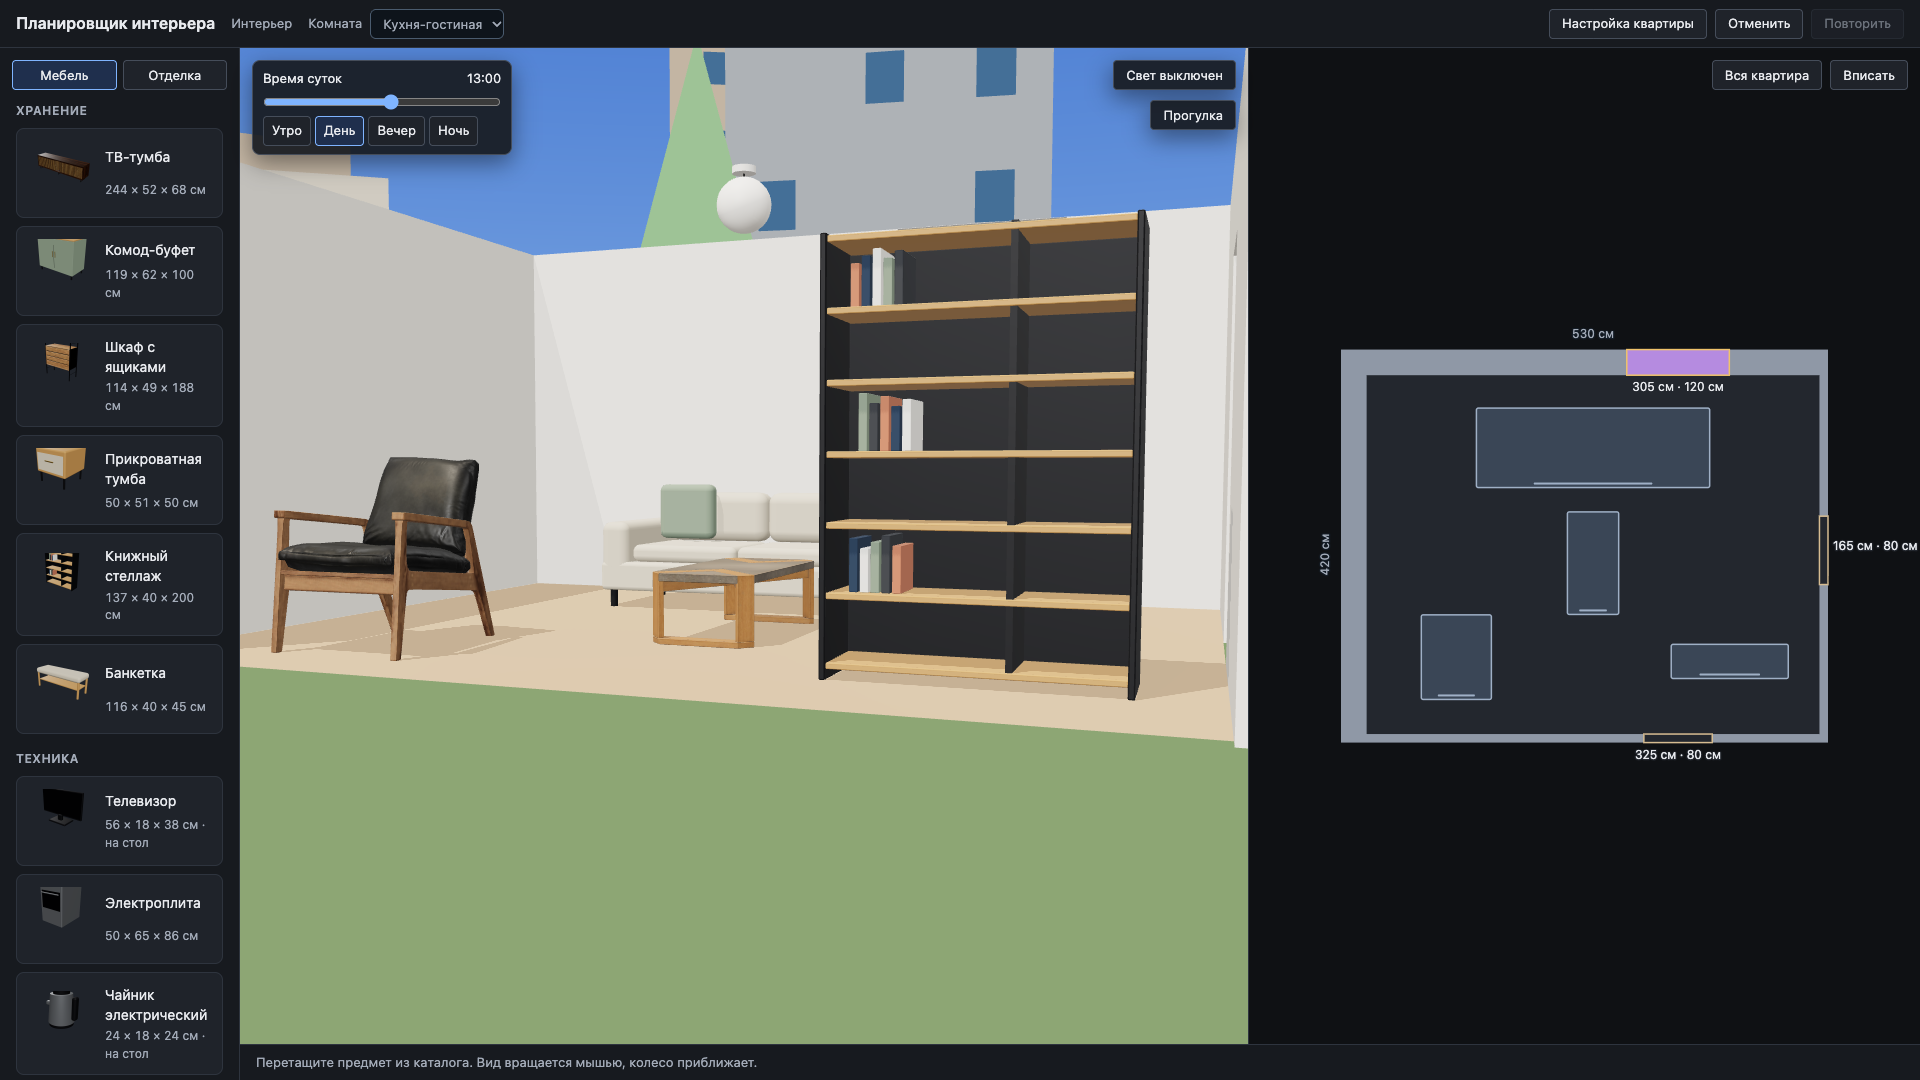 Планировщик интерьера
Интерьер
Комната
Кухня-гостиная
Настройка квартиры
Отменить
Повторить
Мебель
Отделка
ХРАНЕНИЕ
ТВ-тумба
244 × 52 × 68 см
Комод-буфет
119 × 62 × 100
см
Шкаф с
ящиками
114 × 49 × 188
см
Прикроватная
тумба
50 × 51 × 50 см
Книжный
стеллаж
137 × 40 × 200
см
Банкетка
116 × 40 × 45 см
ТЕХНИКА
Телевизор
56 × 18 × 38 см ·
на стол
Электроплита
50 × 65 × 86 см
Чайник
электрический
24 × 18 × 24 см ·
на стол
Время суток
13:00
Утро
День
Вечер
Ночь
Свет выключен
Прогулка
Вся квартира
Вписать
530 см
305 см · 120 см
420 см
165 см · 80 см
325 см · 80 см
Перетащите предмет из каталога. Вид вращается мышью, колесо приближает.